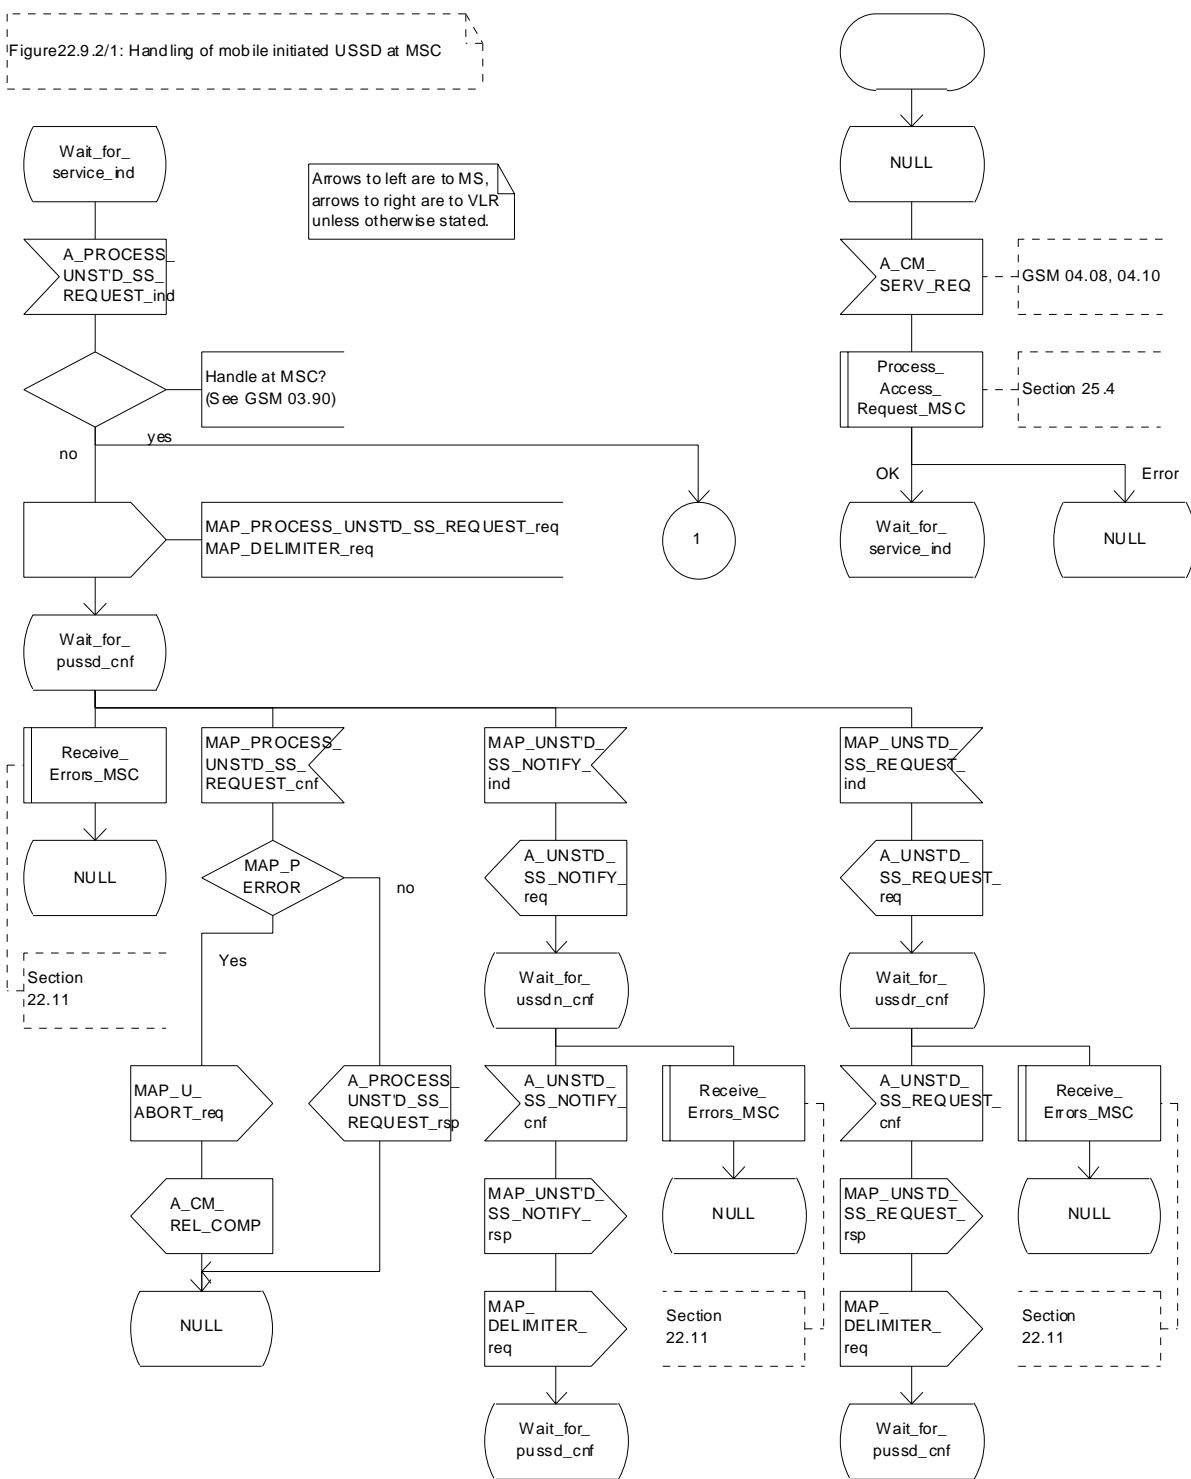 Figure22.9.2/1: Handling of mobile initiated USSD at MSC
Wait_for_
service_ind
Arrows to left are to MS,
arrows to right are to VLR
unless otherwise stated.
NULL
A_PROCESS_
UNST'D_SS_
REQUEST_ind
A_CM_
SERV_REQ
GSM 04.08, 04.10
Handle at MSC?
(See GSM 03.90)
Process_
Access_
Request_MSC
Section 25.4
yes
no
OK
Error
MAP_PROCESS_UNST'D_SS_REQUEST_req
MAP_DELIMITER_req
1
Wait_for_
service_ind
NULL
Wait_for_
pussd_cnf
Receive_
Errors_MSC
MAP_PROCESS_
UNST'D_SS_
REQUEST_cnf
MAP_UNST'D_
SS_NOTIFY_
ind
MAP_UNST'D_
SS_REQUEST_
ind
NULL
MAP_P
ERROR
no
A_UNST'D_
SS_NOTIFY_
req
A_UNST'D_
SS_REQUEST_
req
Yes
Section
22.11
Wait_for_
ussdn_cnf
Wait_for_
ussdr_cnf
MAP_U_
ABORT_req
A_PROCESS_
UNST'D_SS_
REQUEST_rsp
A_UNST'D_
SS_NOTIFY_
cnf
Receive_
Errors_MSC
A_UNST'D_
SS_REQUEST_
cnf
Receive_
Errors_MSC
A_CM_
REL_COMP
MAP_UNST'D_
SS_NOTIFY_
rsp
NULL
MAP_UNST'D_
SS_REQUEST_
rsp
NULL
NULL
MAP_
DELIMITER_
req
Section
22.11
MAP_
DELIMITER_
req
Section
22.11
Wait_for_
pussd_cnf
Wait_for_
pussd_cnf